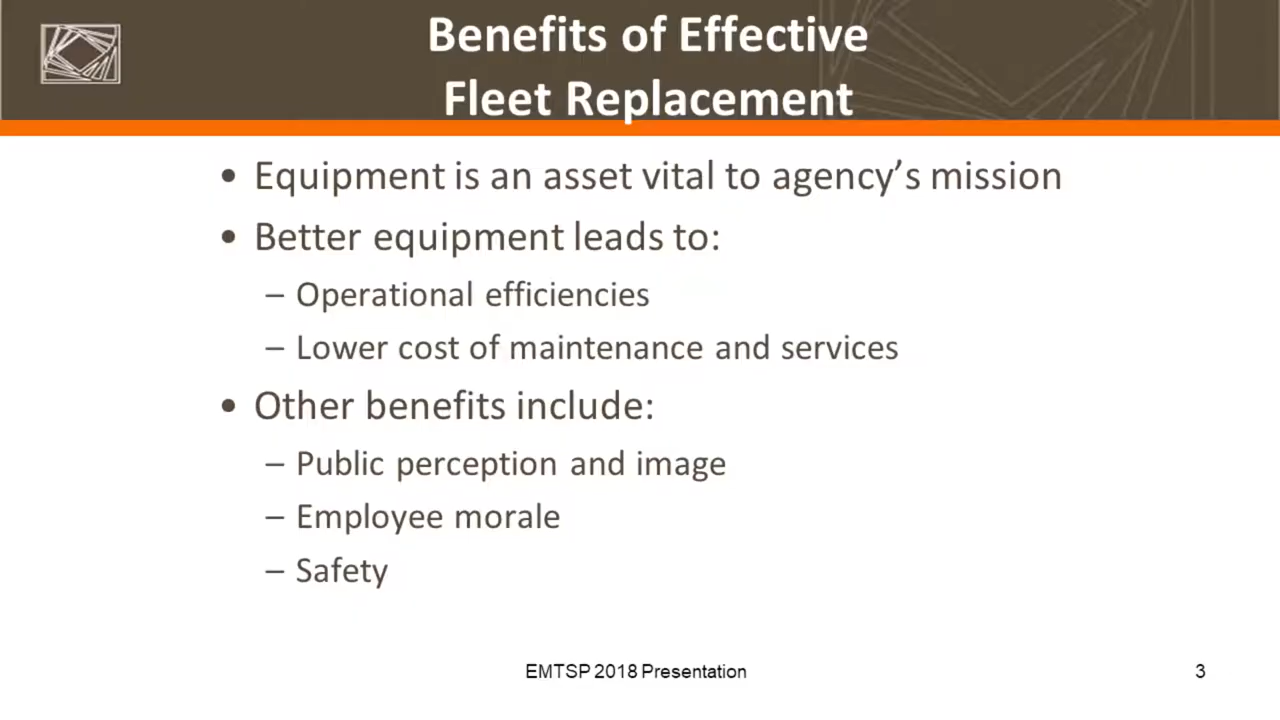 Benefits of Effective
Fleet Replacement
• Equipment is an asset vital to agency’s mission
• Better equipment leads to:
– Operational efficiencies
– Lower cost of maintenance and services
• Other benefits include:
– Public perception and image
– Employee morale
– Safety
EMTSP 2018 Presentation
3